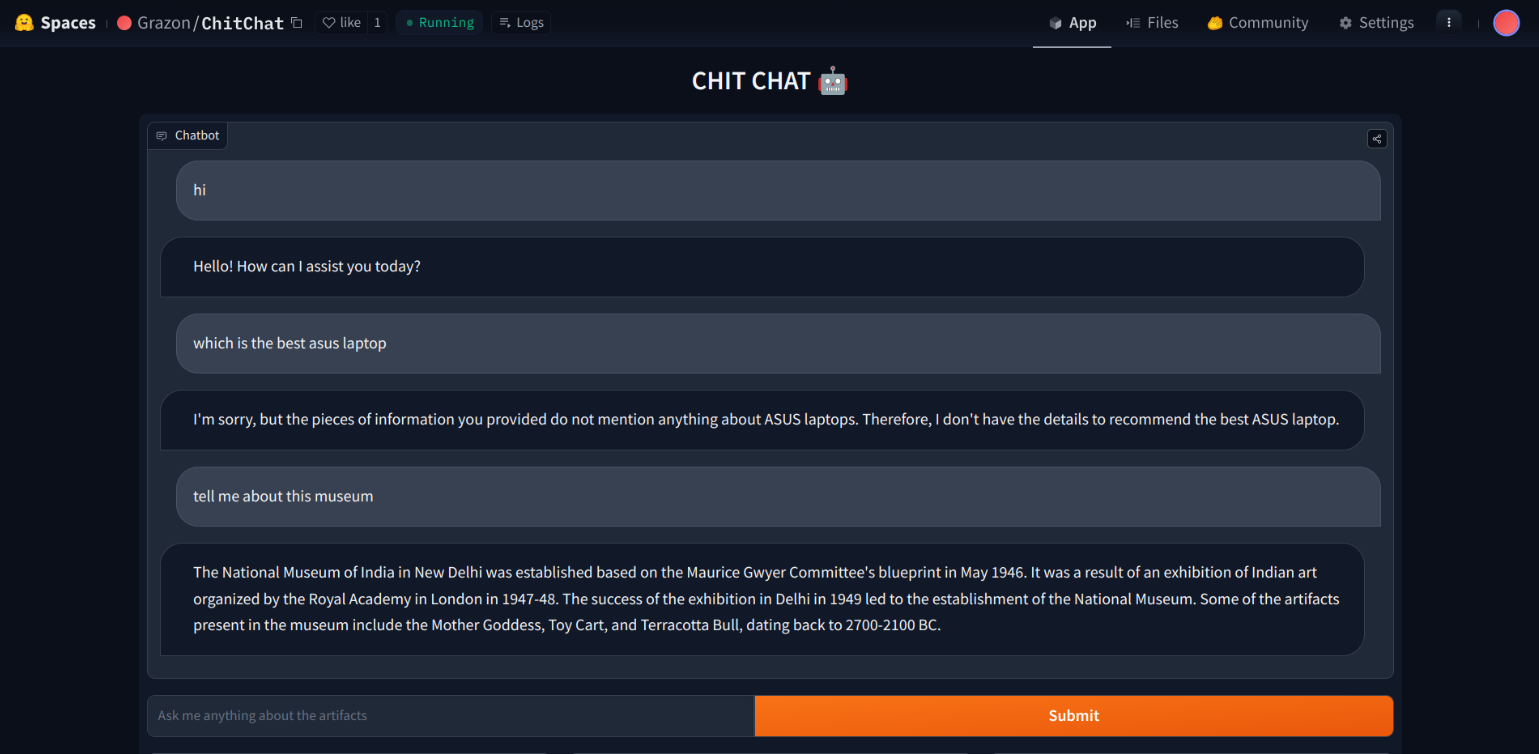 Spaces Grazon/ChitChat like 1 Running Logs App Files Community Settings
CHIT CHAT
Chatbot
hi
Hello! How can I assist you today?
which is the best asus laptop
I'm sorry, but the pieces of information you provided do not mention anything about ASUS laptops. Therefore, I don't have the details to recommend the best ASUS laptop.
tell me about this museum
The National Museum of India in New Delhi was established based on the Maurice Gwyer Committee's blueprint in May 1946. It was a result of an exhibition of Indian art
organized by the Royal Academy in London in 1947-48. The success of the exhibition in Delhi in 1949 led to the establishment of the National Museum. Some of the artifacts
present in the museum include the Mother Goddess, Toy Cart, and Terracotta Bull, dating back to 2700-2100 BC.
Ask me anything about the artifacts
Submit